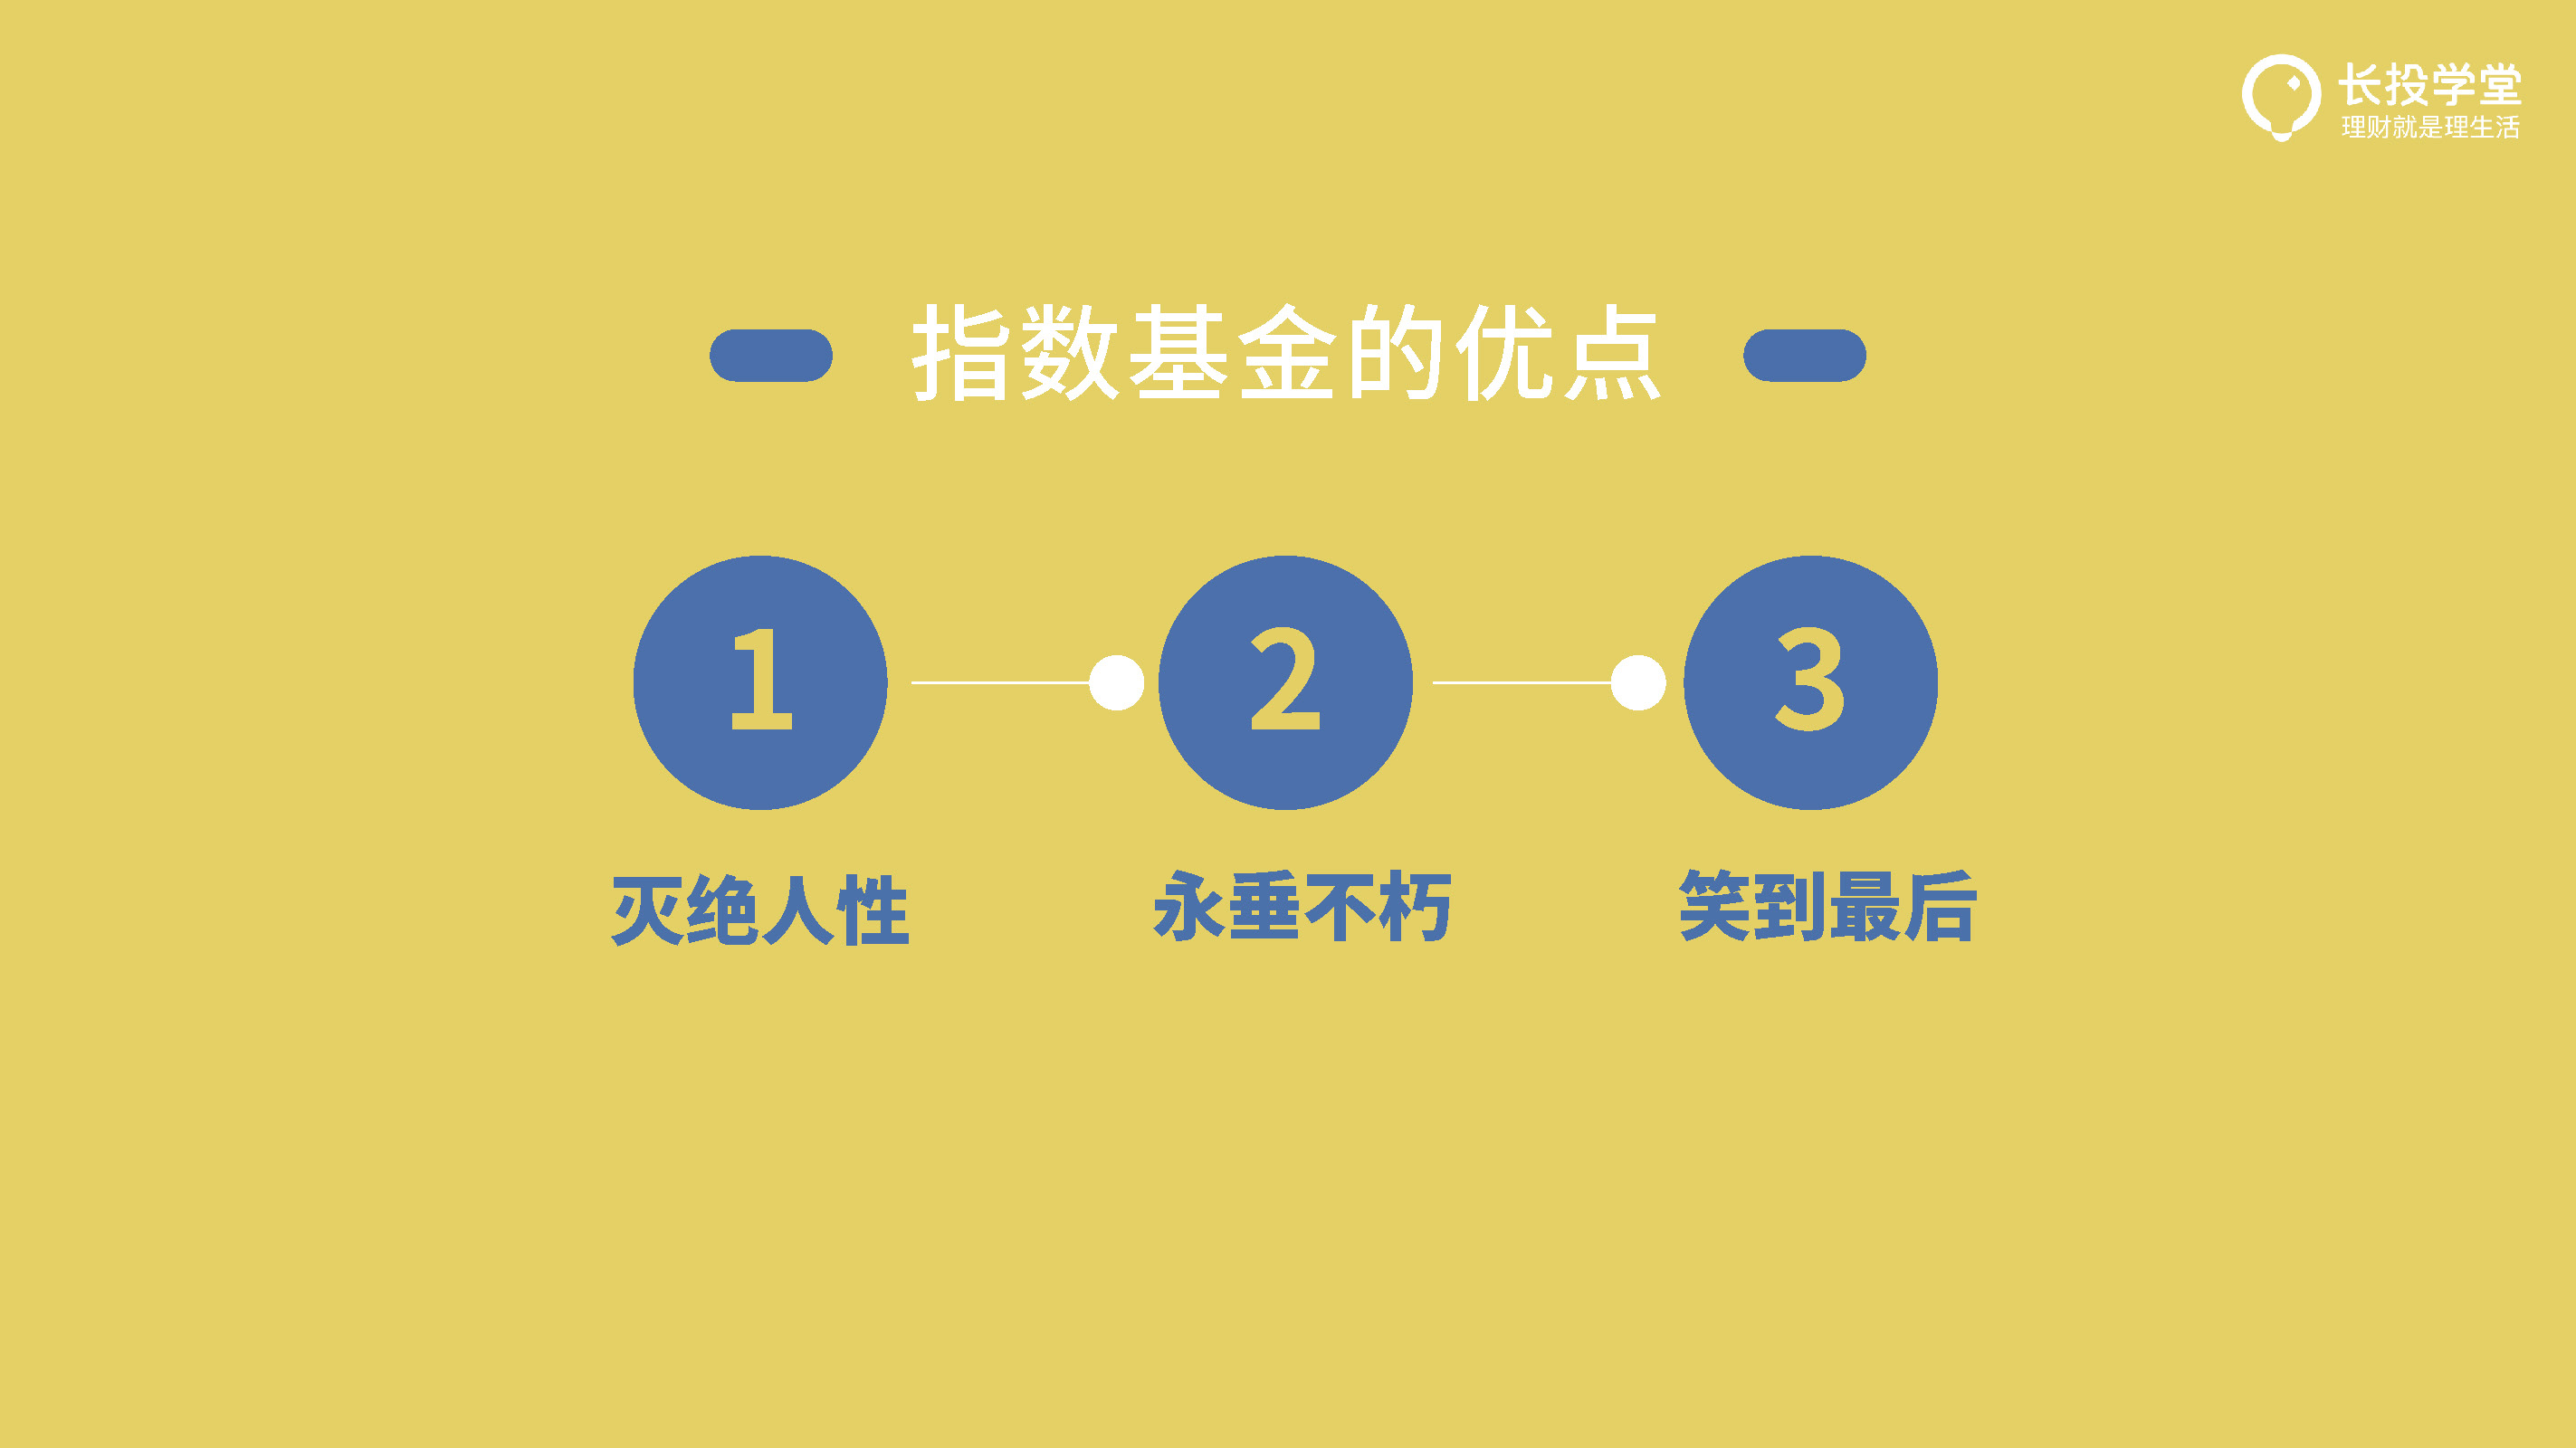 长投学堂
理财就是理生活
指数基金的优点
1
2
3
灭绝人性
永垂不朽
笑到最后